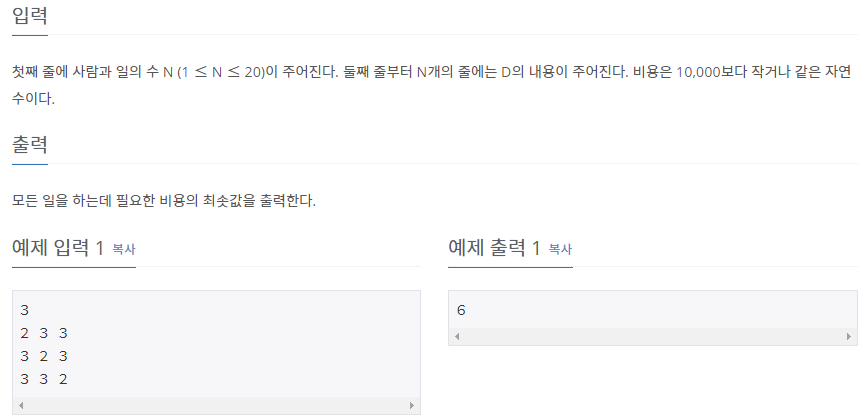 입력
첫째 줄에 사람과 일의 수 N (1 ≤ N ≤ 20)이 주어진다. 둘째 줄부터 N개의 줄에는 D의 내용이 주어진다. 비용은 10,000보다 작거나 같은 자연
수이다.
출력
모든 일을 하는데 필요한 비용의 최솟값을 출력한다.
예제 입력 1 복사
3
2 3 3
3 2 3
3 3 2
예제 출력 1 복사
6